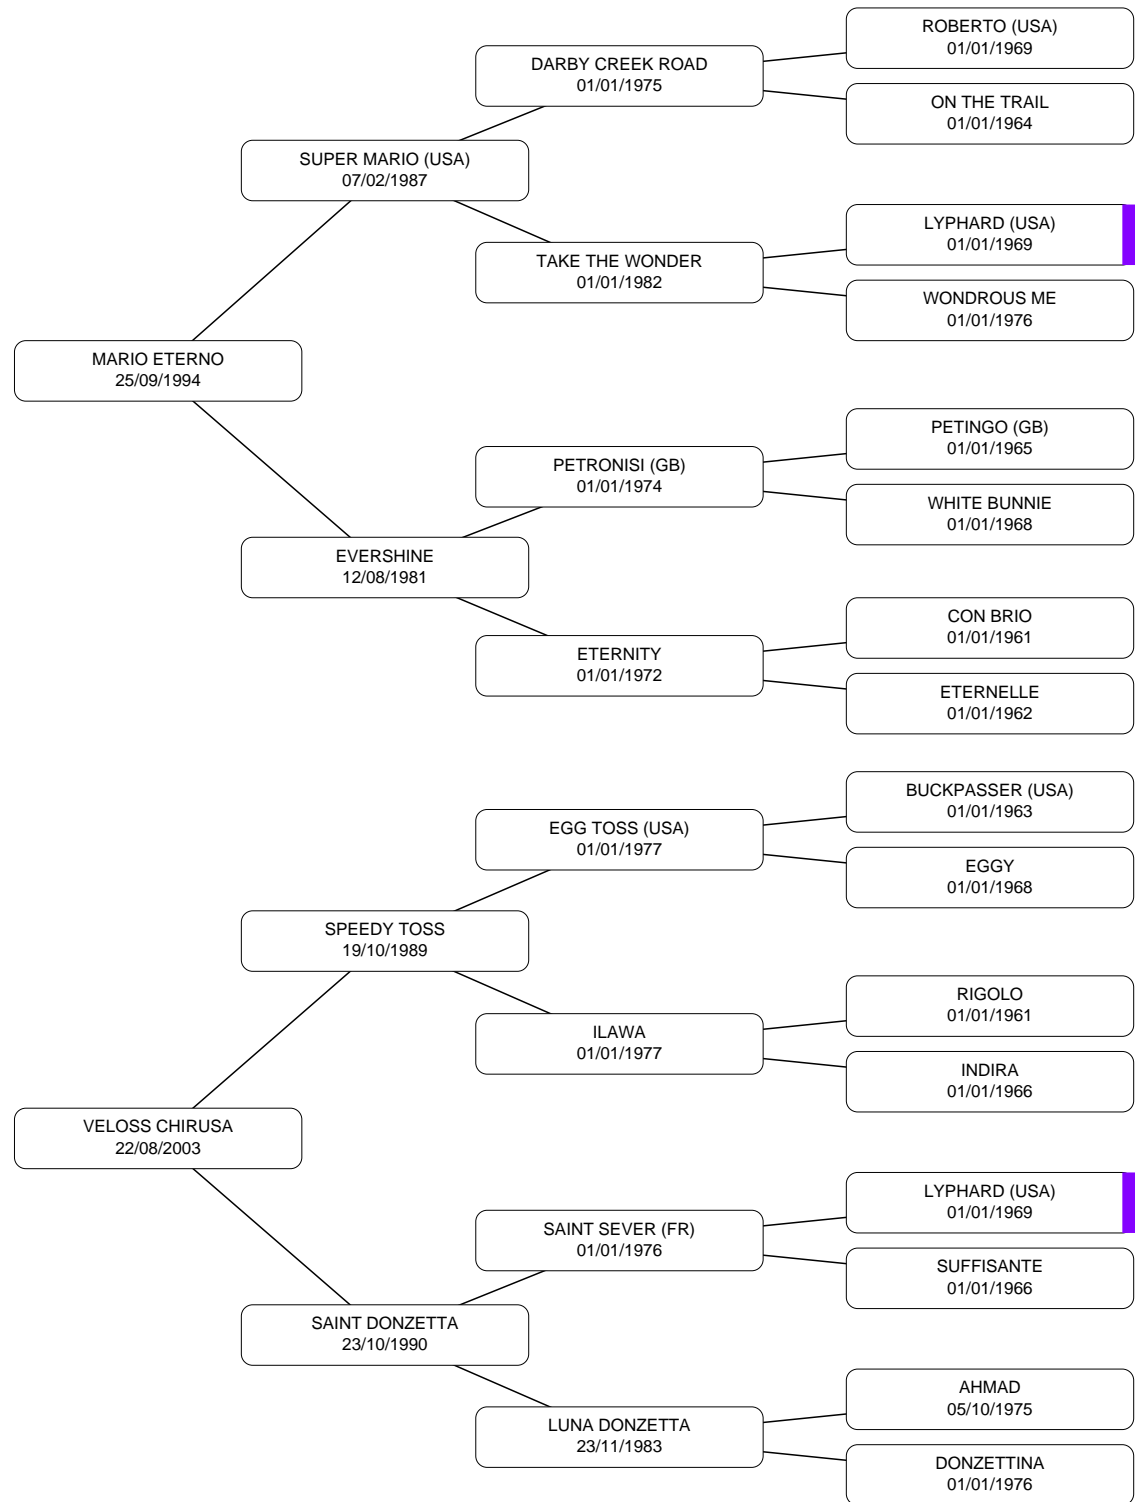 ROBERTO (USA)
01/01/1969
DARBY CREEK ROAD
01/01/1975
ON THE TRAIL
01/01/1964
SUPER MARIO (USA)
07/02/1987
LYPHARD (USA)
01/01/1969
TAKE THE WONDER
01/01/1982
WONDROUS ME
01/01/1976
MARIO ETERNO
25/09/1994
PETINGO (GB)
01/01/1965
PETRONISI (GB)
01/01/1974
WHITE BUNNIE
01/01/1968
EVERSHINE
12/08/1981
CON BRIO
01/01/1961
ETERNITY
01/01/1972
ETERNELLE
01/01/1962
BUCKPASSER (USA)
01/01/1963
EGG TOSS (USA)
01/01/1977
EGGY
01/01/1968
SPEEDY TOSS
19/10/1989
RIGOLO
01/01/1961
ILAWA
01/01/1977
INDIRA
01/01/1966
VELOSS CHIRUSA
22/08/2003
LYPHARD (USA)
01/01/1969
SAINT SEVER (FR)
01/01/1976
SUFFISANTE
01/01/1966
SAINT DONZETTA
23/10/1990
AHMAD
05/10/1975
LUNA DONZETTA
23/11/1983
DONZETTINA
01/01/1976